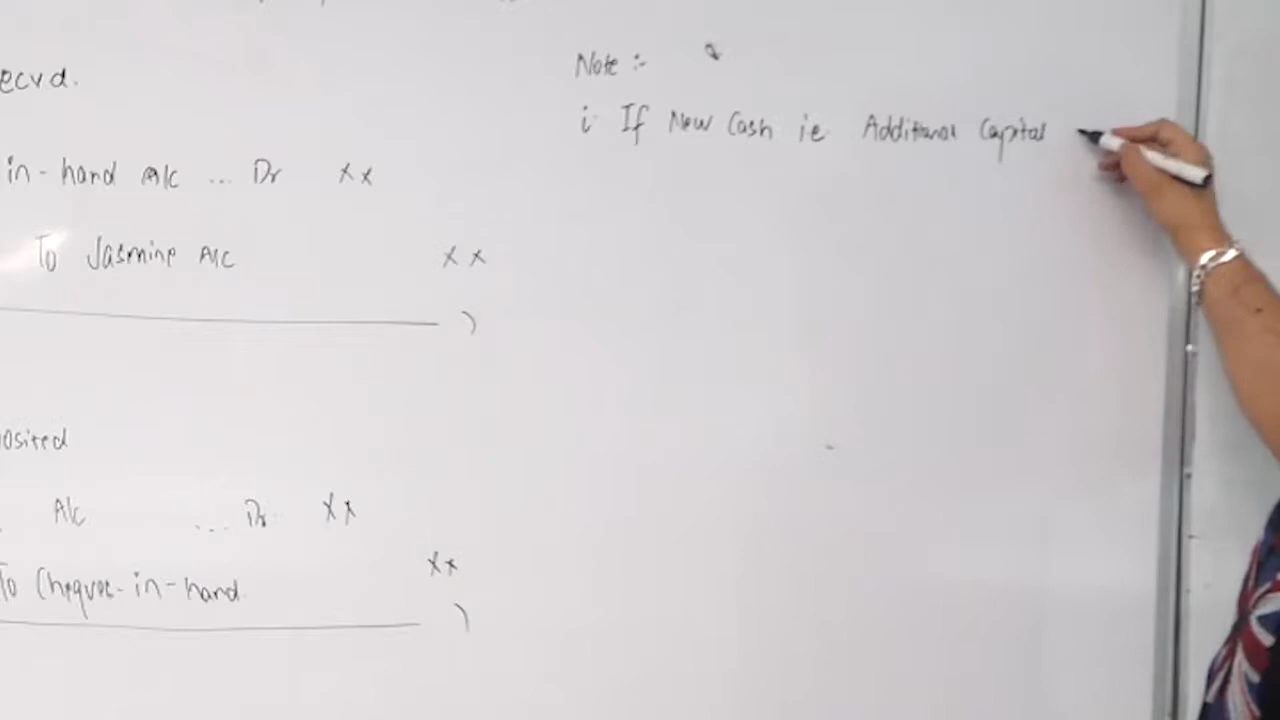 ecvd.
in-hand A/c ... Dr xx
To Jasmine A/c xx
)
osited
A/c ... Dr xx
To Cheques-in-hand xx
)
Note :-
i. If New Cash ie Additional Capital